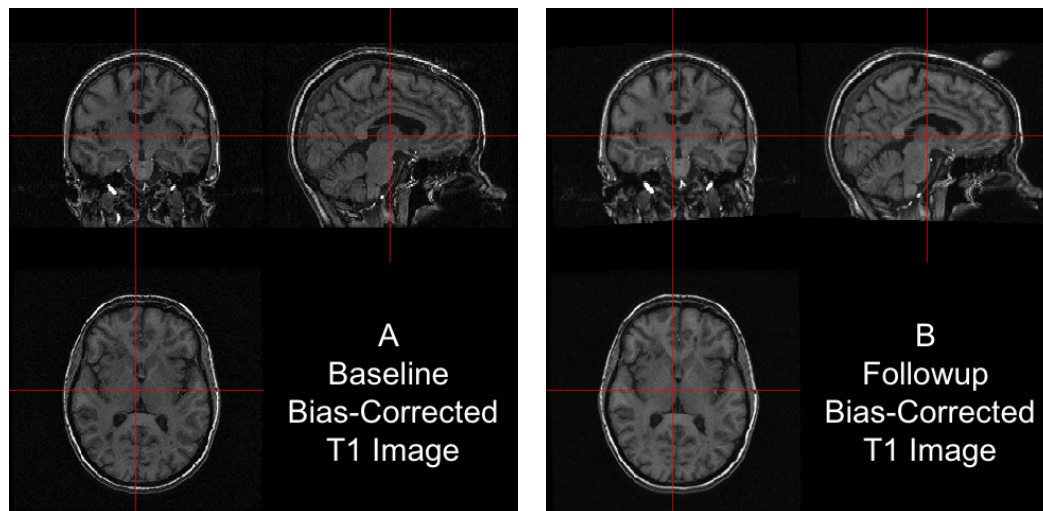 A
Baseline
Bias-Corrected
T1 Image
B
Followup
Bias-Corrected
T1 Image